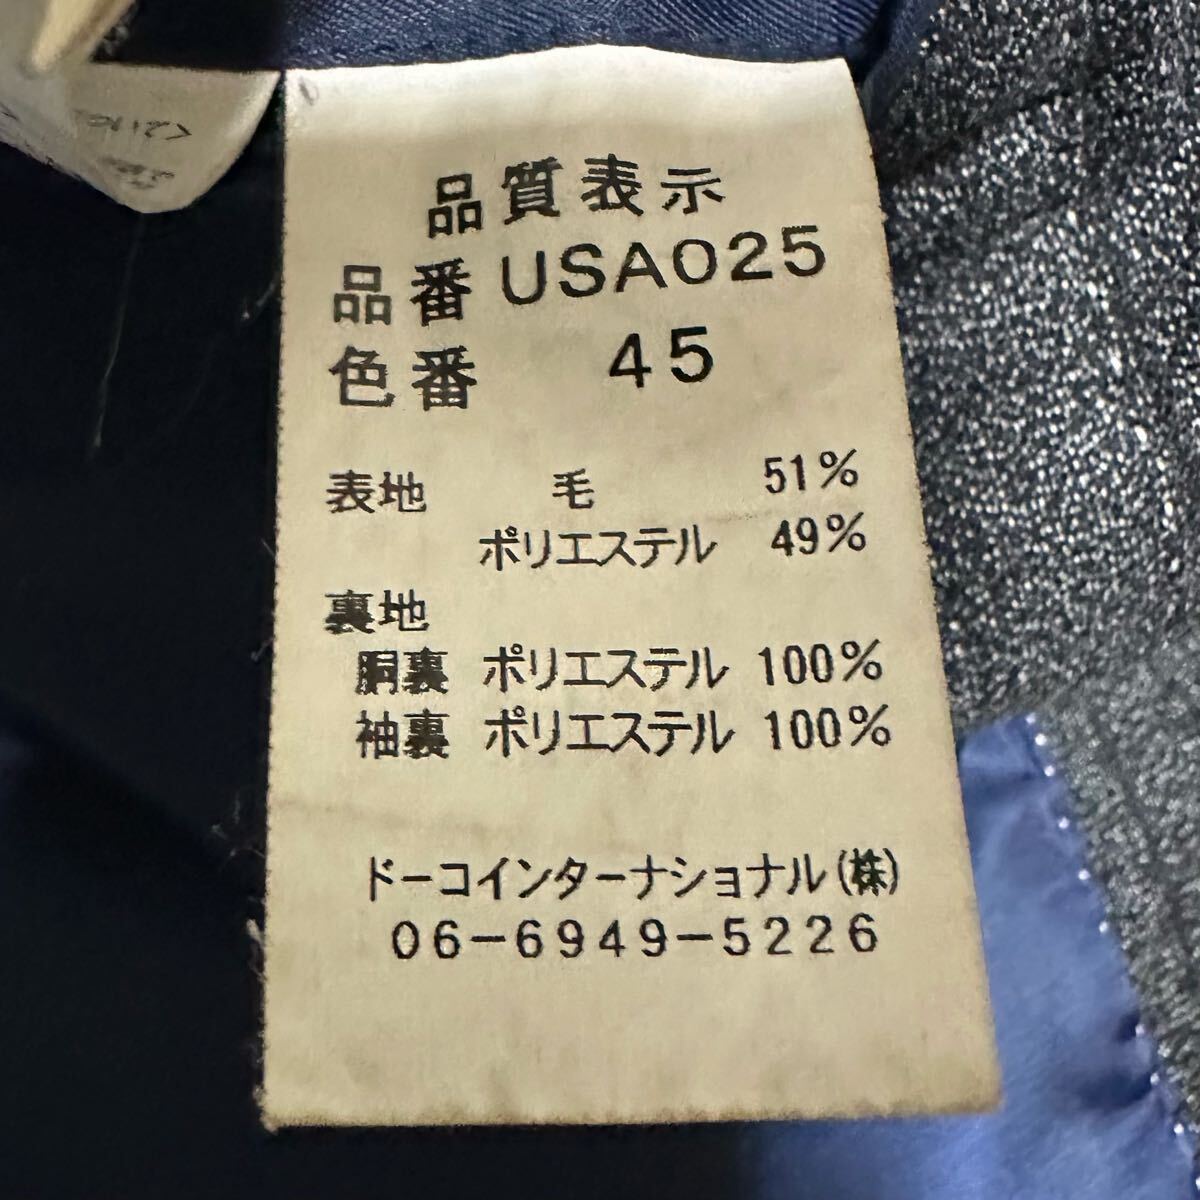 品質表示
品番 USA025
色番 45
表地 毛 51%
ポリエステル 49%
裏地
胴裏 ポリエステル 100%
袖裏 ポリエステル 100%
ドーコインターナショナル(株)
06-6949-5226